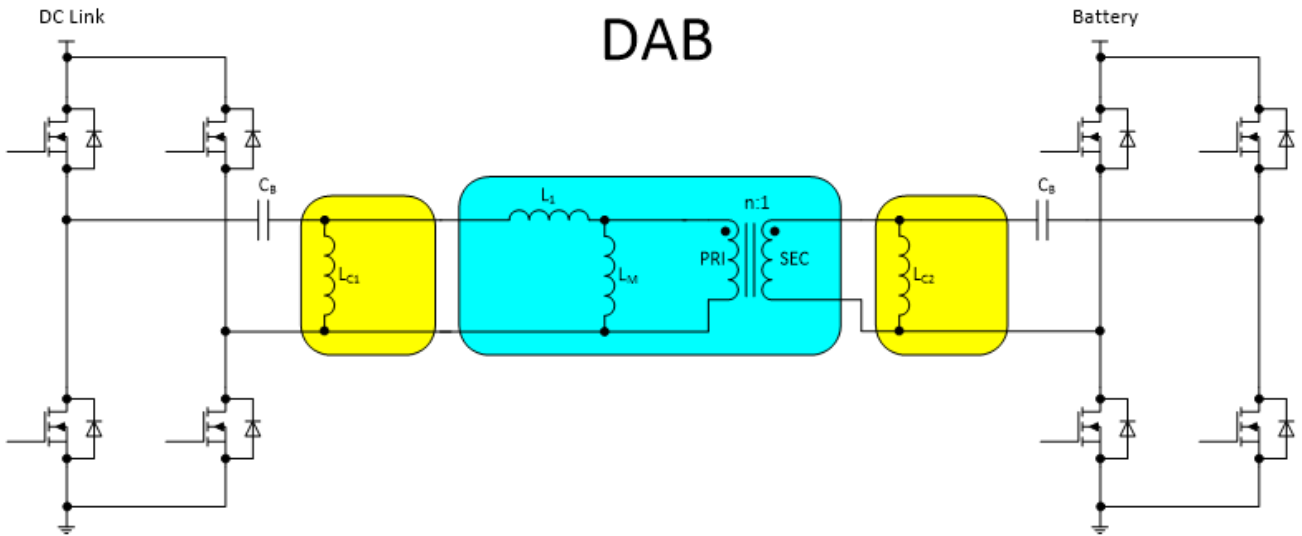 DC Link
DAB
Battery
C_B
L_1
n:1
C_B
L_C1
L_M
PRI
SEC
L_C2